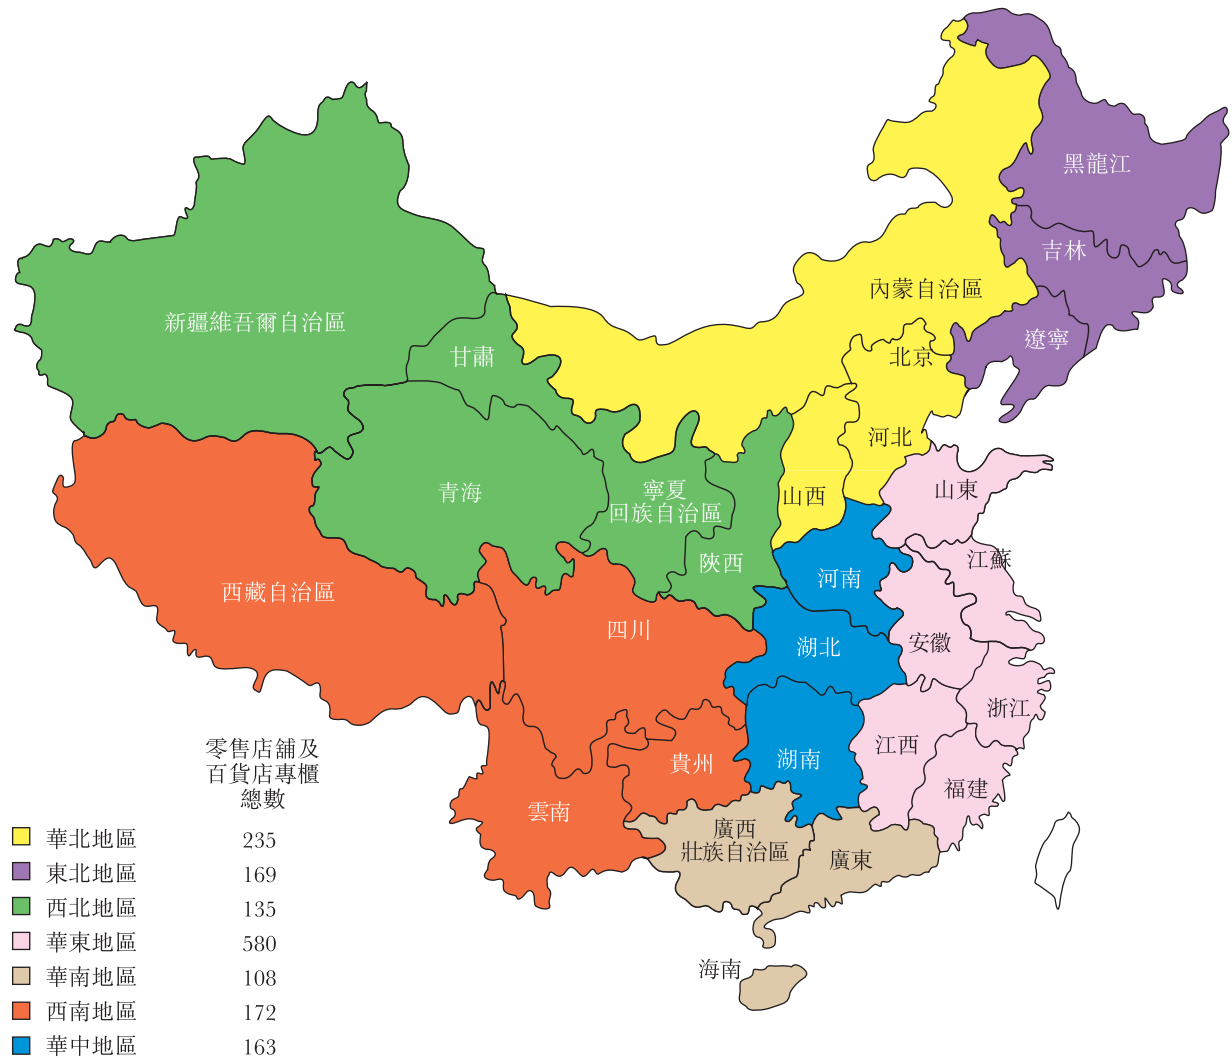 黑龍江
吉林
內蒙自治區
新疆維吾爾自治區
遼寧
甘肅
北京
河北
青海
寧夏
回族自治區
山西
山東
陝西
河南
江蘇
西藏自治區
四川
湖北
安徽
浙江
江西
湖南
貴州
福建
雲南
廣西
壯族自治區
廣東
海南
零售店舖及
百貨店專櫃
總數
華北地區 235
東北地區 169
西北地區 135
華東地區 580
華南地區 108
西南地區 172
華中地區 163